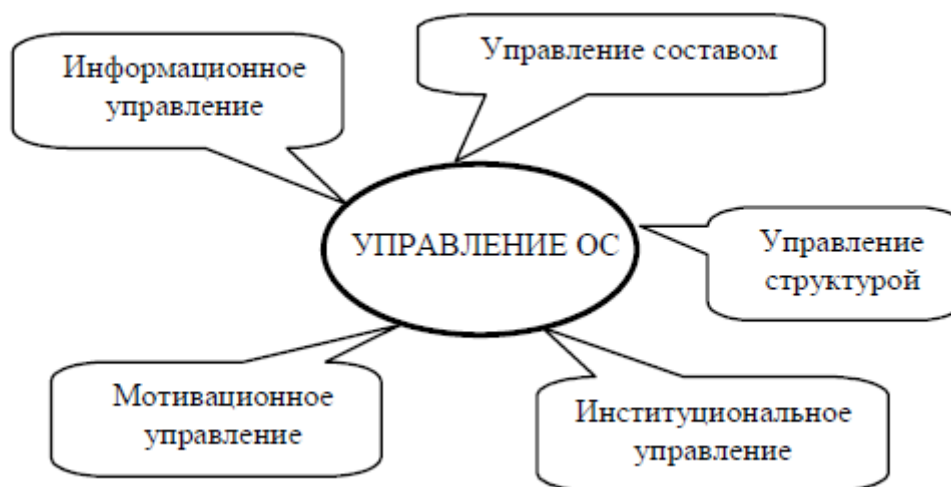 Информационное
управление
Управление составом
УПРАВЛЕНИЕ ОС
Управление
структурой
Мотивационное
управление
Институциональное
управление